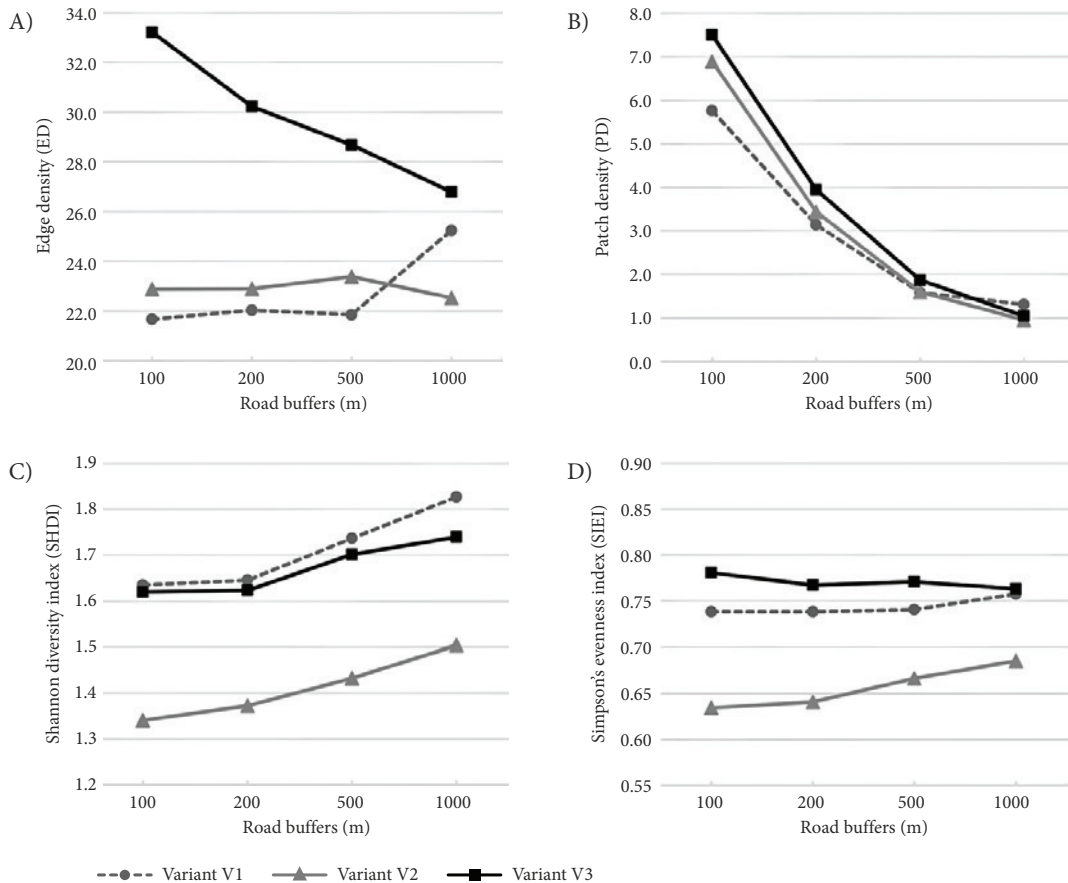 A)
Edge density (ED)
34.0
32.0
30.0
28.0
26.0
24.0
22.0
20.0
100 200 500 1000
Road buffers (m)
B)
Patch density (PD)
8.0
7.0
6.0
5.0
4.0
3.0
2.0
1.0
0.0
100 200 500 1000
Road buffers (m)
C)
Shannon diversity index (SHDI)
1.9
1.8
1.7
1.6
1.5
1.4
1.3
1.2
100 200 500 1000
Road buffers (m)
D)
Simpson's evenness index (SIEI)
0.90
0.85
0.80
0.75
0.70
0.65
0.60
0.55
100 200 500 1000
Road buffers (m)
Variant V1 Variant V2 Variant V3